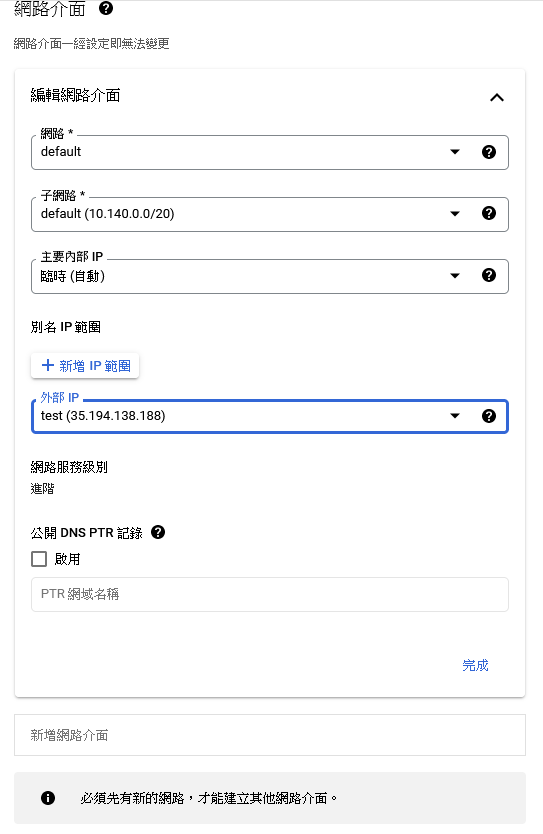 網路介面
網路介面一經設定即無法變更
編輯網路介面
網路 *
default
子網路 *
default (10.140.0.0/20)
主要內部 IP
臨時 (自動)
別名 IP 範圍
新增 IP 範圍
外部 IP
test (35.194.138.188)
網路服務級別
進階
公開 DNS PTR 記錄
啟用
PTR 網域名稱
完成
新增網路介面
必須先有新的網路，才能建立其他網路介面。